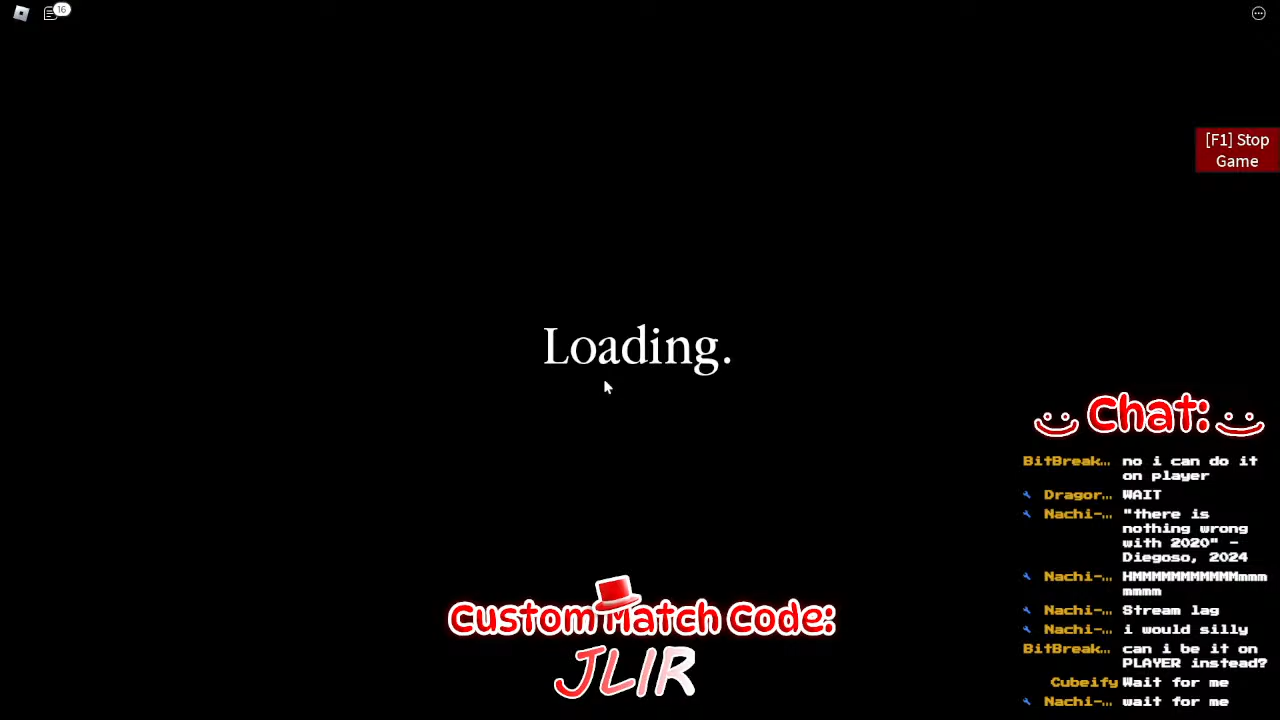 16
[F1] Stop
Game
Loading.
Chat:
BitBreak… no i can do it
on player
Dragor… WAIT
Nachi-… "there is
nothing wrong
with 2020" -
Diegoso, 2024
Nachi-… HMMMMMMMMMMMmmm
mmmm
Nachi-… Stream lag
Nachi-… i would silly
BitBreak… can i be it on
PLAYER instead?
Cubeify Wait for me
Nachi-… wait for me
Custom Match Code:
JLIR